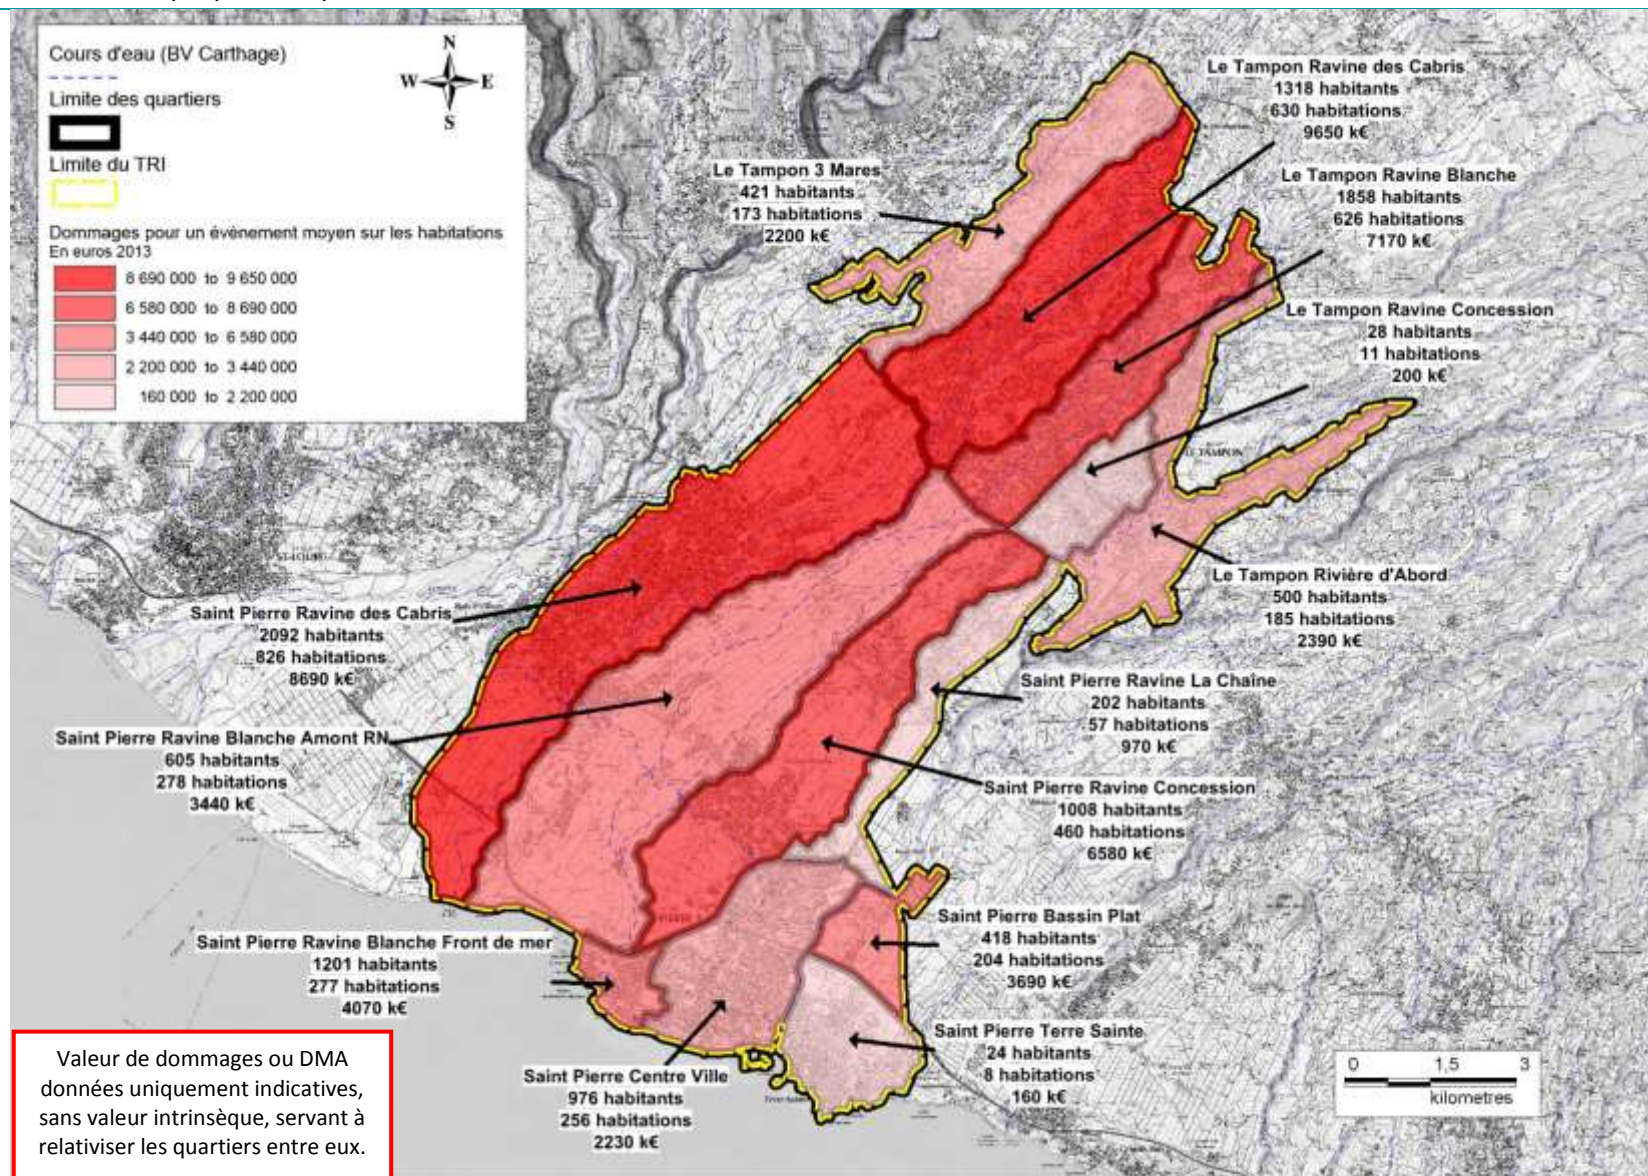 Cours d'eau (BV Carthage)
Limite des quartiers
Limite du TRI
Dommages pour un évènement moyen sur les habitations
En euros 2013
8 690 000 to 9 650 000
6 580 000 to 8 690 000
3 440 000 to 6 580 000
2 200 000 to 3 440 000
160 000 to 2 200 000
N
W E
S
Le Tampon Ravine des Cabris
1318 habitants
630 habitations
9650 k€
Le Tampon 3 Mares
421 habitants
173 habitations
2200 k€
Le Tampon Ravine Blanche
1858 habitants
626 habitations
7170 k€
Le Tampon Ravine Concession
28 habitants
11 habitations
200 k€
LE TAMPON
ST-LOUIS
Le Tampon Rivière d'Abord
500 habitants
185 habitations
2390 k€
Saint Pierre Ravine des Cabris
2092 habitants
826 habitations
8690 k€
Saint Pierre Ravine La Chaîne
202 habitants
57 habitations
970 k€
Saint Pierre Ravine Blanche Amont RN
605 habitants
278 habitations
3440 k€
Saint Pierre Ravine Concession
1008 habitants
460 habitations
6580 k€
Saint Pierre Bassin Plat
418 habitants
204 habitations
3690 k€
Saint Pierre Ravine Blanche Front de mer
1201 habitants
277 habitations
4070 k€
Saint Pierre Terre Sainte
24 habitants
8 habitations
160 k€
Saint Pierre Centre Ville
976 habitants
256 habitations
2230 k€
Valeur de dommages ou DMA
données uniquement indicatives,
sans valeur intrinsèque, servant à
relativiser les quartiers entre eux.
0 1,5 3
kilometres